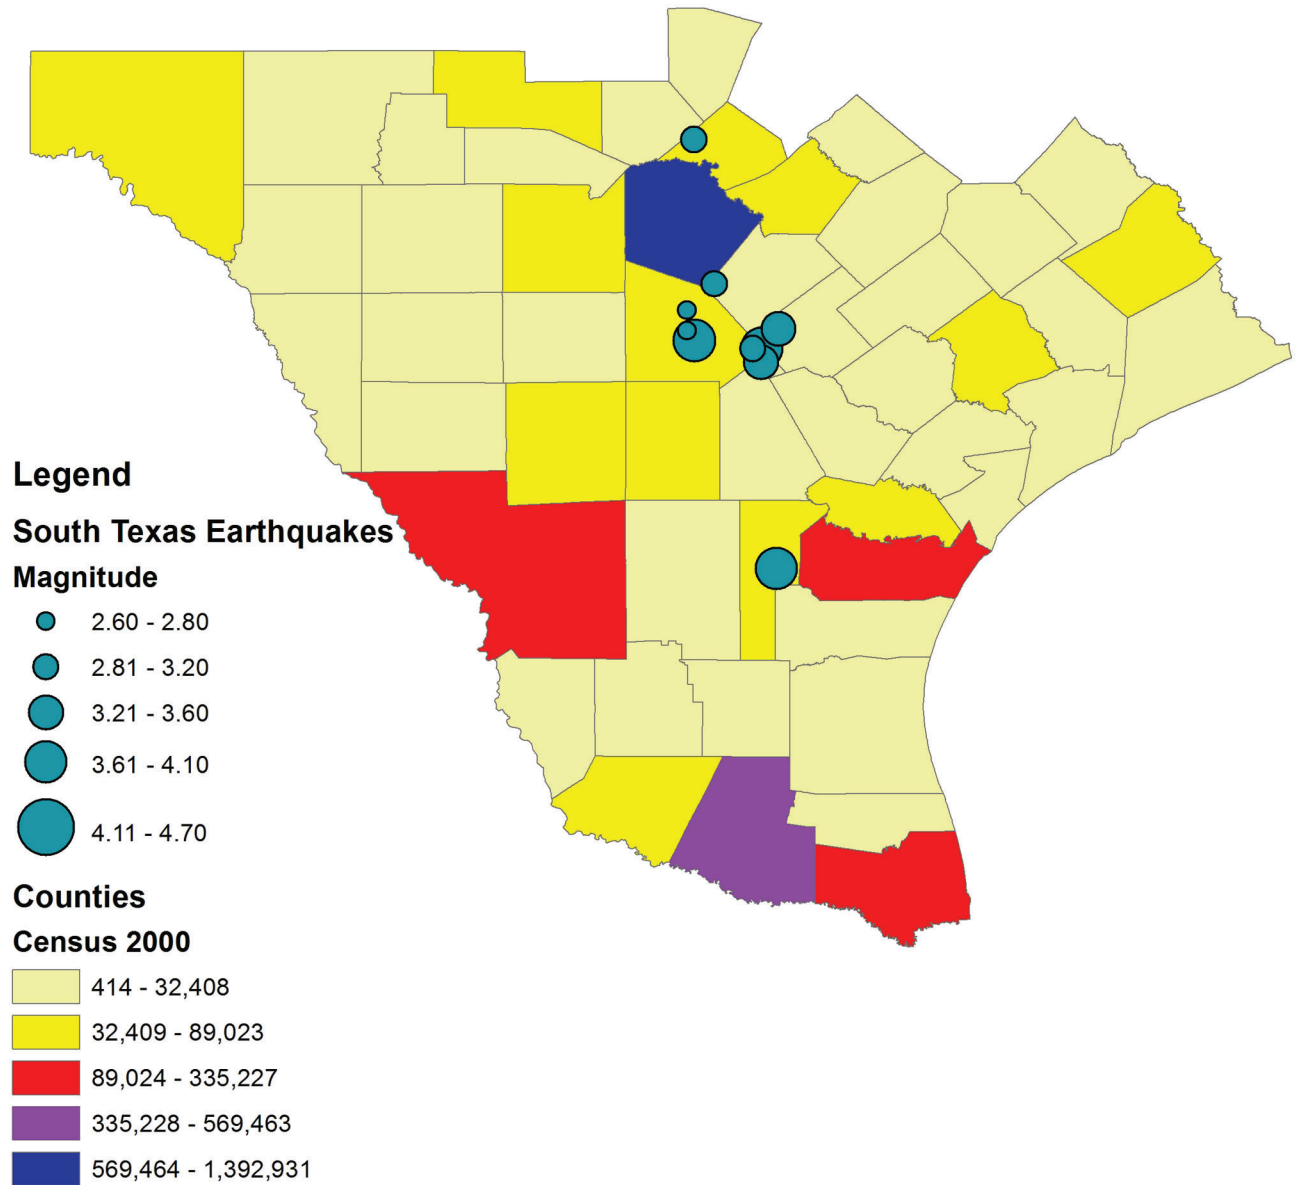 Legend
South Texas Earthquakes
Magnitude
2.60 - 2.80
2.81 - 3.20
3.21 - 3.60
3.61 - 4.10
4.11 - 4.70
Counties
Census 2000
414 - 32,408
32,409 - 89,023
89,024 - 335,227
335,228 - 569,463
569,464 - 1,392,931